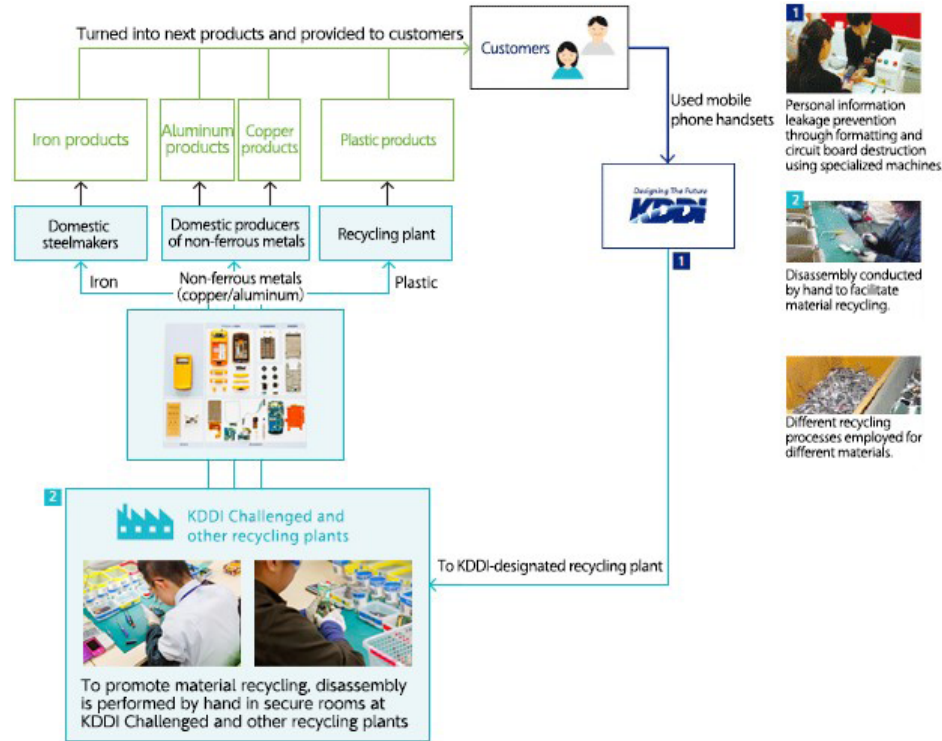 Turned into next products and provided to customers
Customers
Used mobile
phone handsets
Iron products
Aluminum
products
Copper
products
Plastic products
Domestic
steelmakers
Domestic producers
of non-ferrous metals
Recycling plant
Iron
Non-ferrous metals
(copper/aluminum)
Plastic
Designing The Future
KDDI
1
To KDDI-designated recycling plant
2
KDDI Challenged and
other recycling plants
To promote material recycling, disassembly
is performed by hand in secure rooms at
KDDI Challenged and other recycling plants
1
Personal information
leakage prevention
through formatting and
circuit board destruction
using specialized machines
2
Disassembly conducted
by hand to facilitate
material recycling.
Different recycling
processes employed for
different materials.